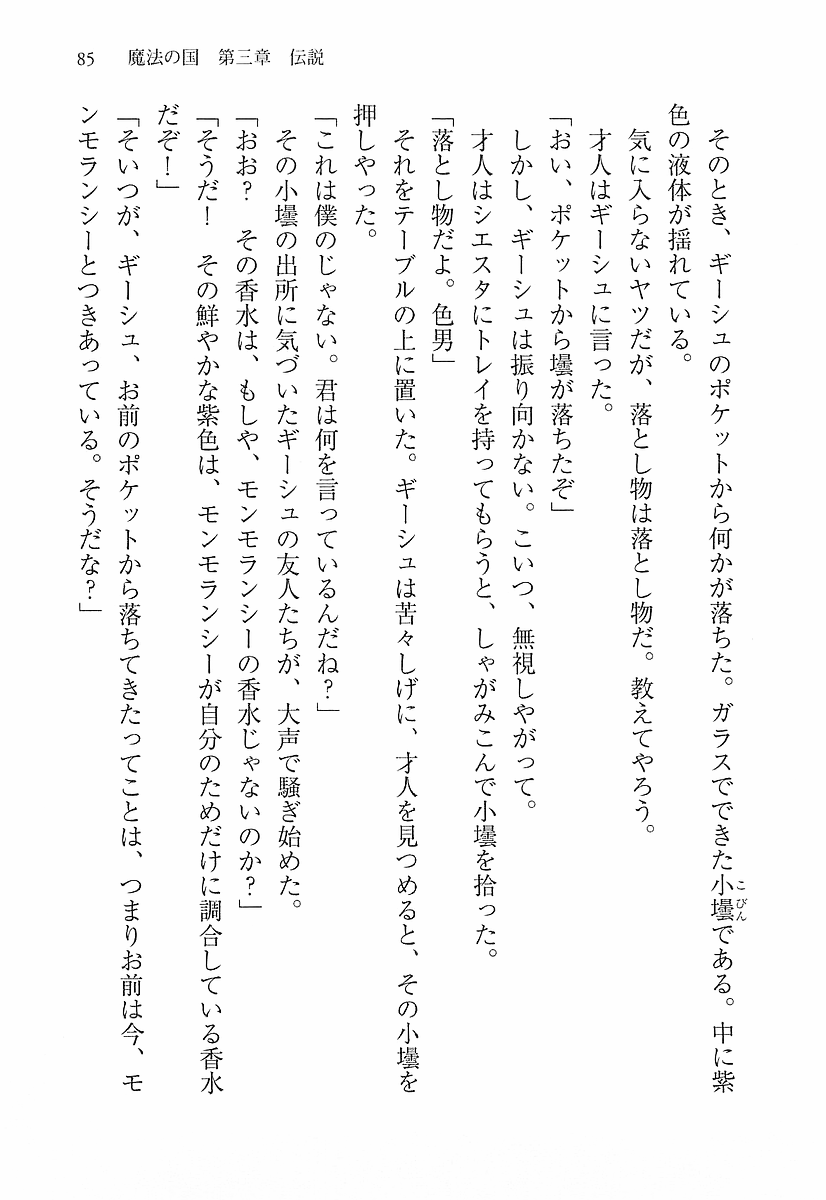 85　魔法の国　第三章　伝説
　そのとき、ギーシュのポケットから何かが落ちた。ガラスでできた小壜である。中に紫
こびん
色の液体が揺れている。
　気に入らないヤツだが、落とし物は落とし物だ。教えてやろう。
　才人はギーシュに言った。
「おい、ポケットから壜が落ちたぞ」
　しかし、ギーシュは振り向かない。こいつ、無視しやがって。
　才人はシエスタにトレイを持ってもらうと、しゃがみこんで小壜を拾った。
「落とし物だよ。色男」
　それをテーブルの上に置いた。ギーシュは苦々しげに、才人を見つめると、その小壜を
押しやった。
「これは僕のじゃない。君は何を言っているんだね？」
　その小壜の出所に気づいたギーシュの友人たちが、大声で騒ぎ始めた。
「おお？　その香水は、もしや、モンモランシーの香水じゃないのか？」
「そうだ！　その鮮やかな紫色は、モンモランシーが自分のためだけに調合している香水
だぞ！」
「そいつが、ギーシュ、お前のポケットから落ちてきたってことは、つまりお前は今、モ
ンモランシーとつきあっている。そうだな？」